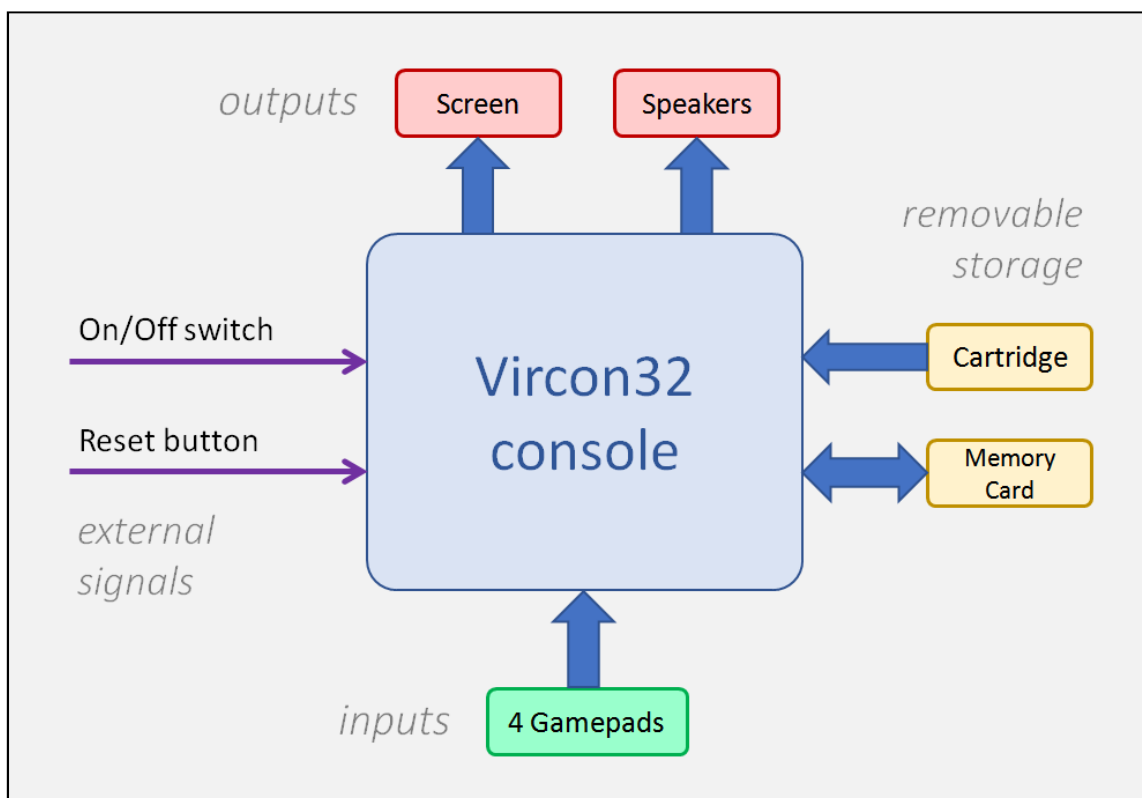 outputs
Screen
Speakers
removable
storage
On/Off switch
Vircon32
console
Cartridge
Reset button
Memory
Card
external
signals
inputs
4 Gamepads